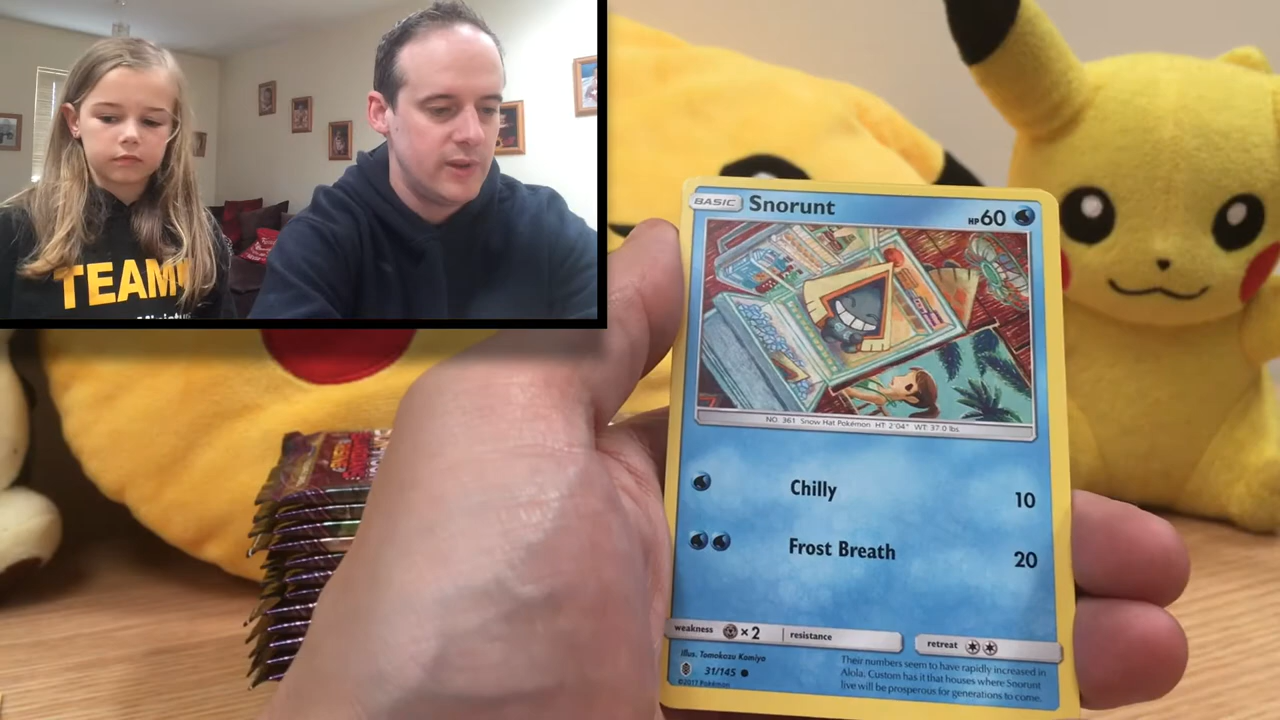 TEAM
BASIC Snorunt HP 60
NO. 361 Snow Hat Pokémon HT: 2'04" WT: 37.0 lbs.
Chilly 10
Frost Breath 20
weakness ×2 resistance retreat
Illus. Tomokazu Komiya
31/145
©2017 Pokémon
Their numbers seem to have rapidly increased in
Alola. Custom has it that houses where Snorunt
live will be prosperous for generations to come.